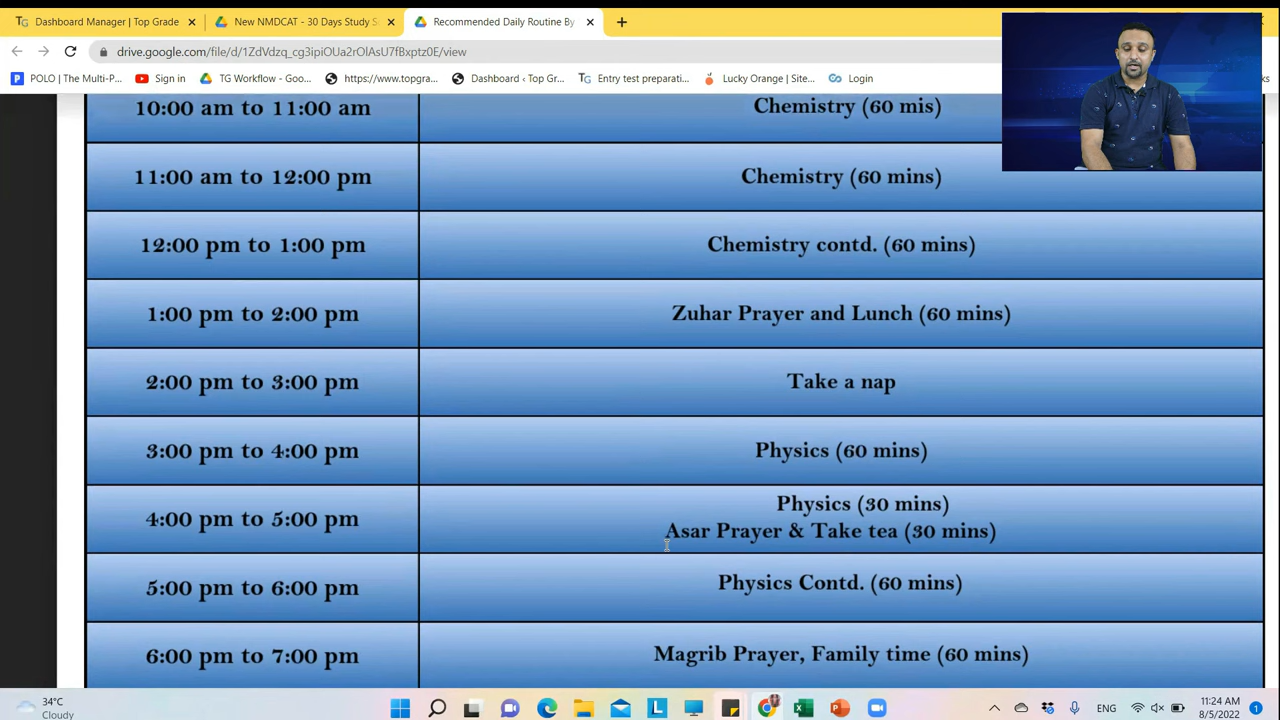 Dashboard Manager | Top Grade
New NMDCAT - 30 Days Study S
Recommended Daily Routine By
drive.google.com/file/d/1ZdVdzq_cg3ipiOUa2rOlAsU7fBxptz0E/view
POLO | The Multi-P...
Sign in
TG Workflow - Goo...
https://www.topgra...
Dashboard ‹ Top Gr...
Entry test preparati...
Lucky Orange | Site...
Login
ks
10:00 am to 11:00 am
Chemistry (60 mis)
11:00 am to 12:00 pm
Chemistry (60 mins)
12:00 pm to 1:00 pm
Chemistry contd. (60 mins)
1:00 pm to 2:00 pm
Zuhar Prayer and Lunch (60 mins)
2:00 pm to 3:00 pm
Take a nap
3:00 pm to 4:00 pm
Physics (60 mins)
4:00 pm to 5:00 pm
Physics (30 mins)
Asar Prayer & Take tea (30 mins)
5:00 pm to 6:00 pm
Physics Contd. (60 mins)
6:00 pm to 7:00 pm
Magrib Prayer, Family time (60 mins)
34°C
Cloudy
ENG
11:24 AM
8/5/2022